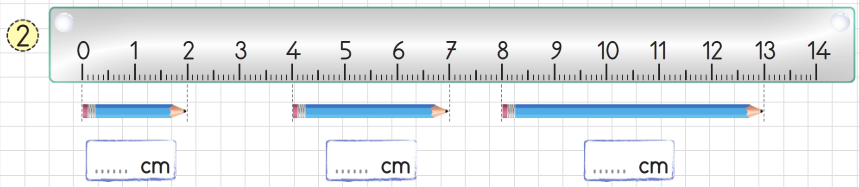 2
0 1 2 3 4 5 6 7 8 9 10 11 12 13 14
...... cm ...... cm ...... cm